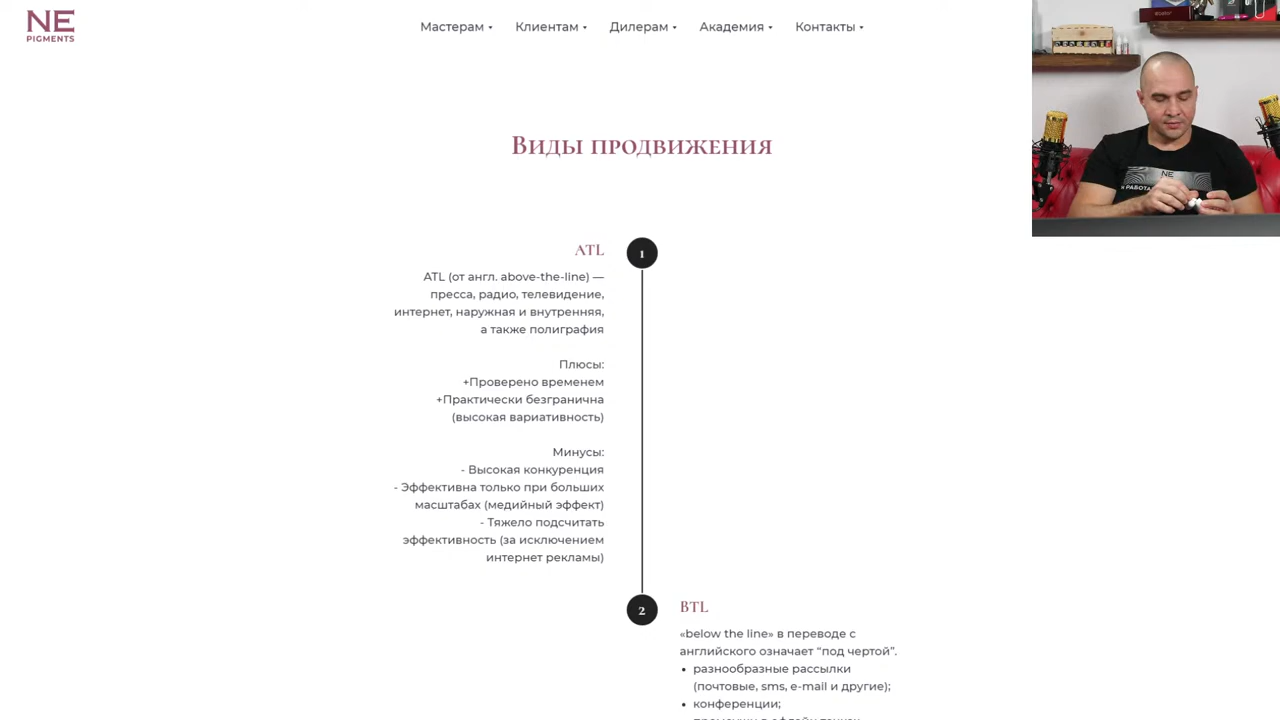 NE
PIGMENTS
Мастерам
Клиентам
Дилерам
Академия
Контакты
Виды продвижения
1
ATL
ATL (от англ. above-the-line) —
пресса, радио, телевидение,
интернет, наружная и внутренняя,
а также полиграфия
Плюсы:
+Проверено временем
+Практически безгранична
(высокая вариативность)
Минусы:
- Высокая конкуренция
- Эффективна только при больших
масштабах (медийный эффект)
- Тяжело подсчитать
эффективность (за исключением
интернет рекламы)
2
BTL
«below the line» в переводе с
английского означает “под чертой”.
• разнообразные рассылки
(почтовые, sms, e-mail и другие);
• конференции;
NE
РАБОТА